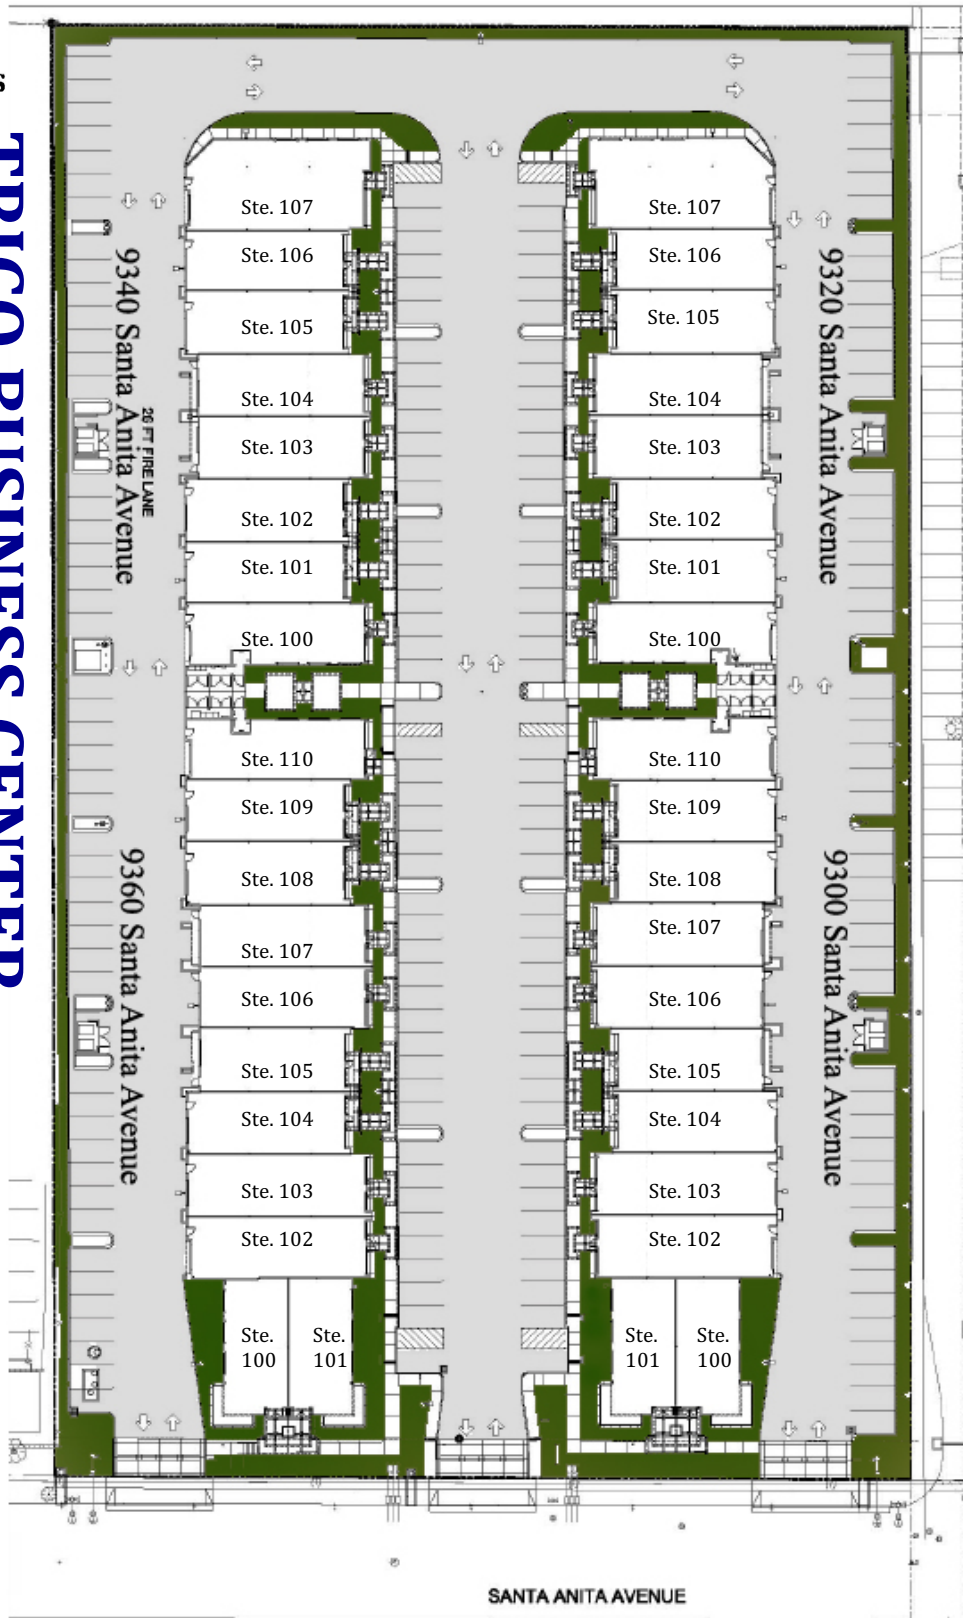 s
TRICO BUSINESS CENTER
9340 Santa Anita Avenue
26 FT FIRE LANE
Ste. 107
Ste. 106
Ste. 105
Ste. 104
Ste. 103
Ste. 102
Ste. 101
Ste. 100
9320 Santa Anita Avenue
Ste. 107
Ste. 106
Ste. 105
Ste. 104
Ste. 103
Ste. 102
Ste. 101
Ste. 100
9360 Santa Anita Avenue
Ste. 110
Ste. 109
Ste. 108
Ste. 107
Ste. 106
Ste. 105
Ste. 104
Ste. 103
Ste. 102
Ste.
100
Ste.
101
9300 Santa Anita Avenue
Ste. 110
Ste. 109
Ste. 108
Ste. 107
Ste. 106
Ste. 105
Ste. 104
Ste. 103
Ste. 102
Ste.
101
Ste.
100
SANTA ANITA AVENUE